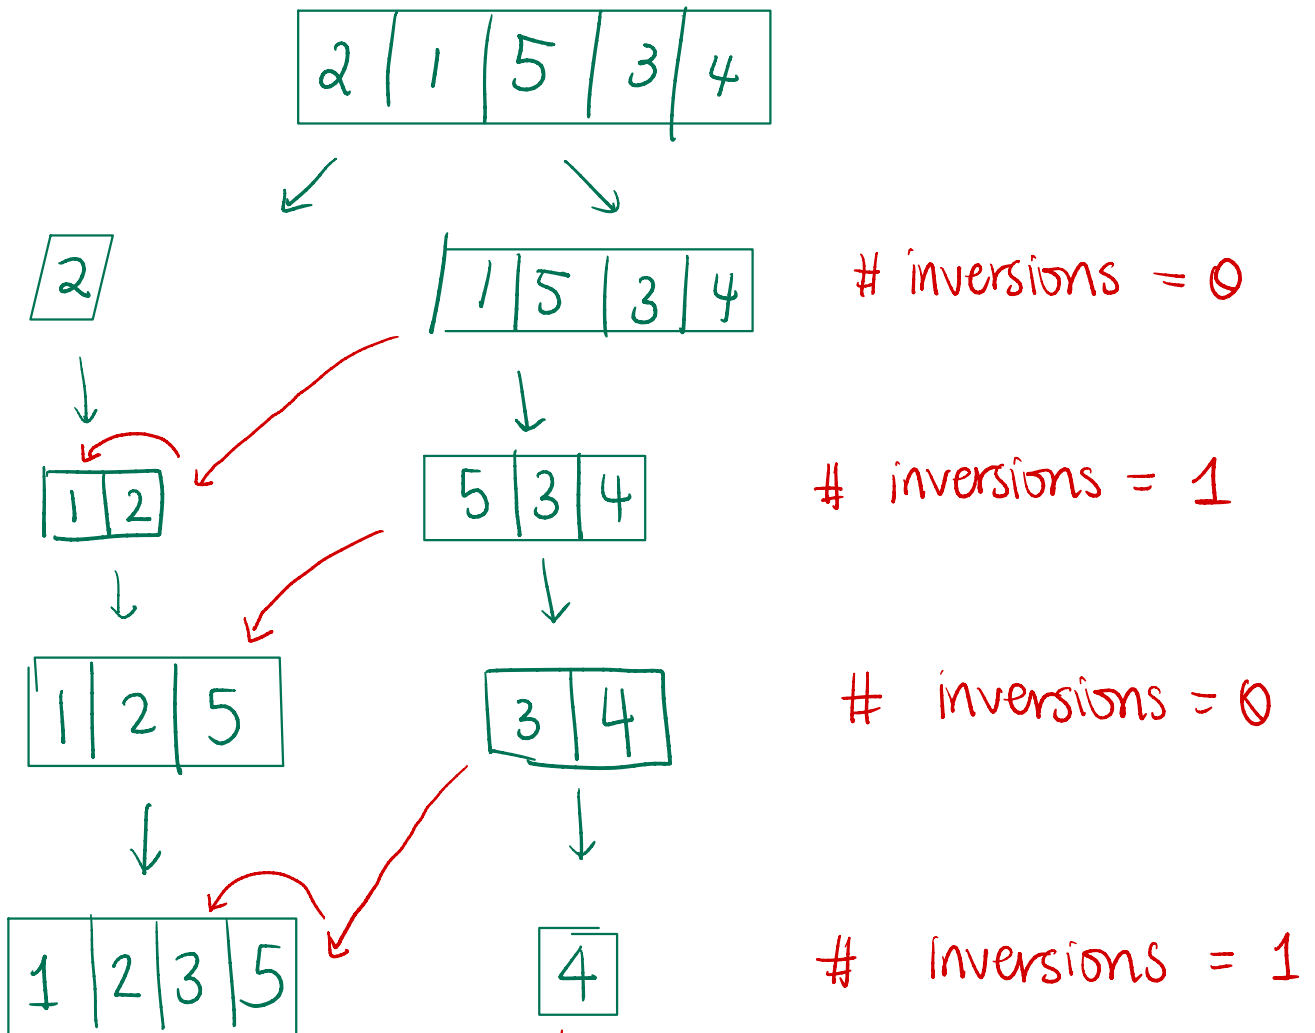 2 1 5 3 4
2 1 5 3 4 # inversions = 0
1 2 5 3 4 # inversions = 1
1 2 5 3 4 # inversions = 0
1 2 3 5 4 # inversions = 1